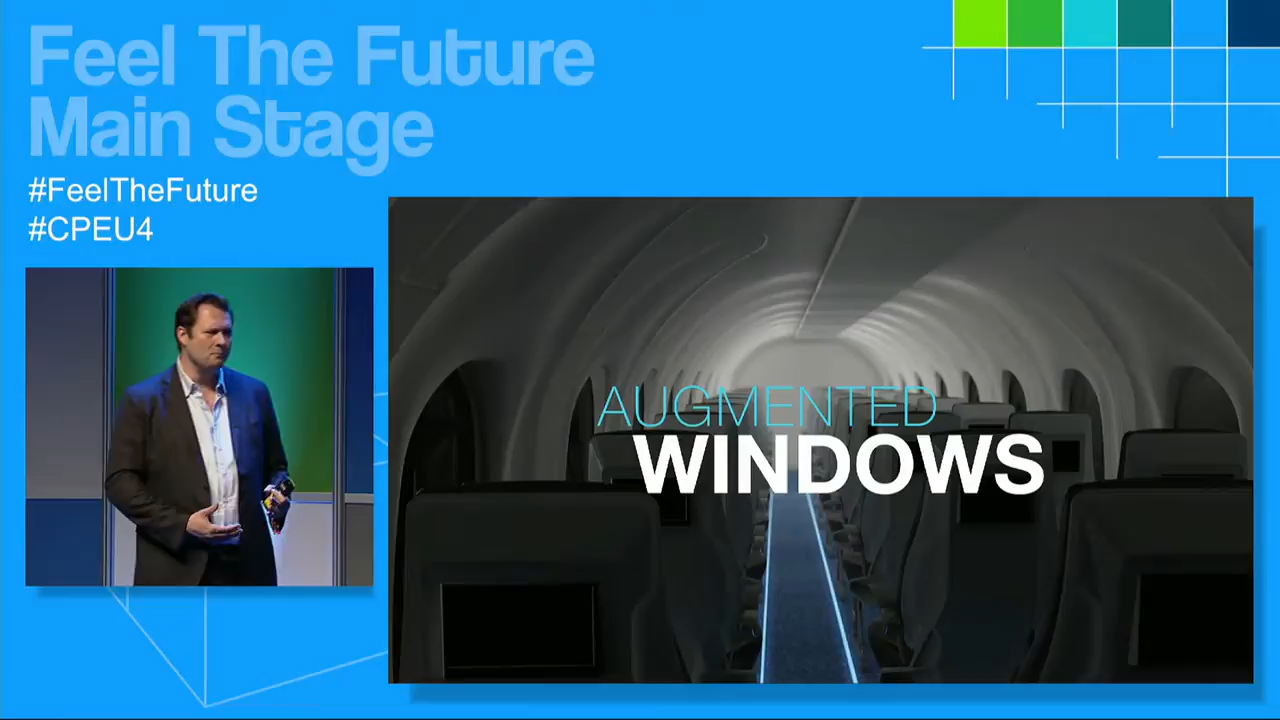 Feel The Future
Main Stage
#FeelTheFuture
#CPEU4
AUGMENTED
WINDOWS